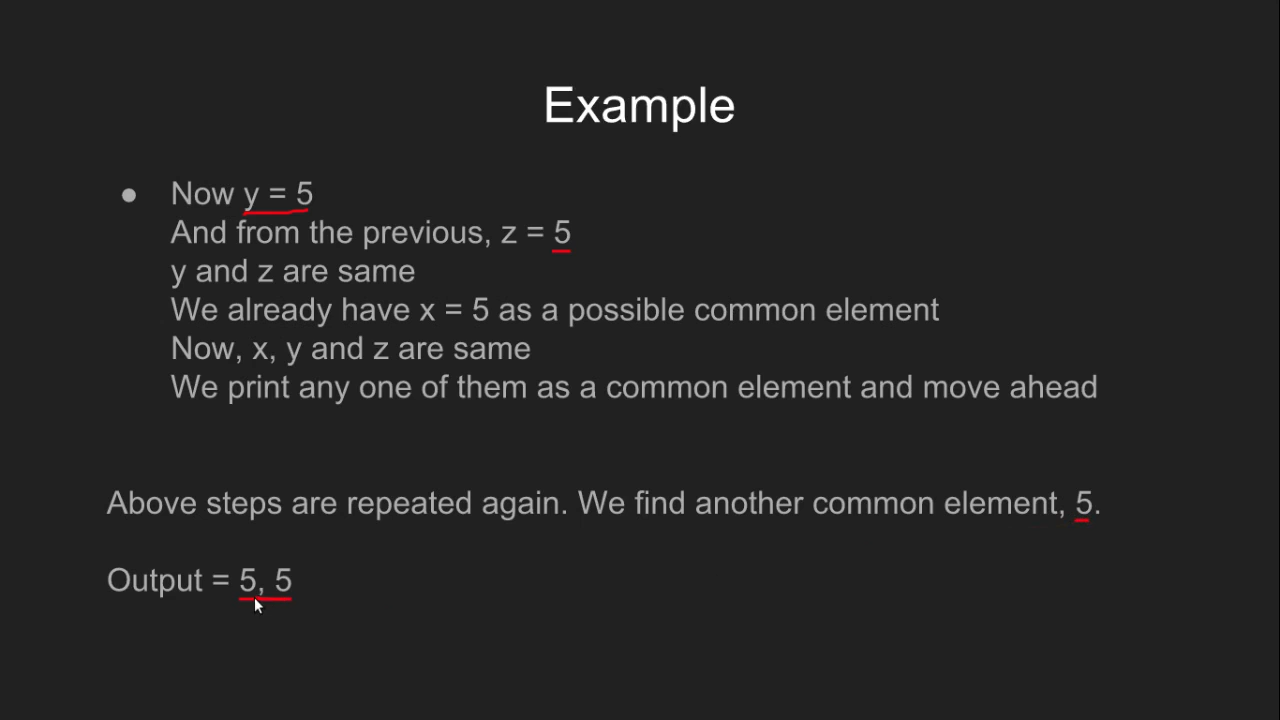 Example
● Now y = 5
And from the previous, z = 5
y and z are same
We already have x = 5 as a possible common element
Now, x, y and z are same
We print any one of them as a common element and move ahead
Above steps are repeated again. We find another common element, 5.
Output = 5, 5